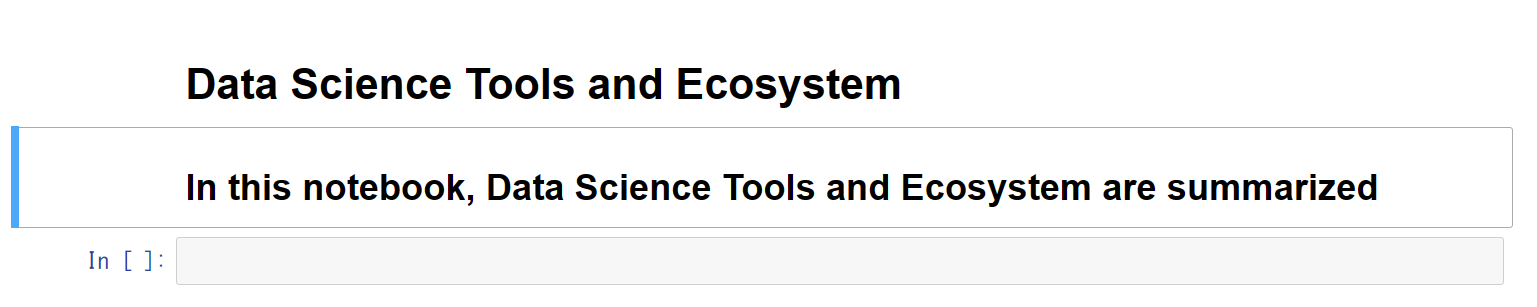 Data Science Tools and Ecosystem
In this notebook, Data Science Tools and Ecosystem are summarized
In [ ]: